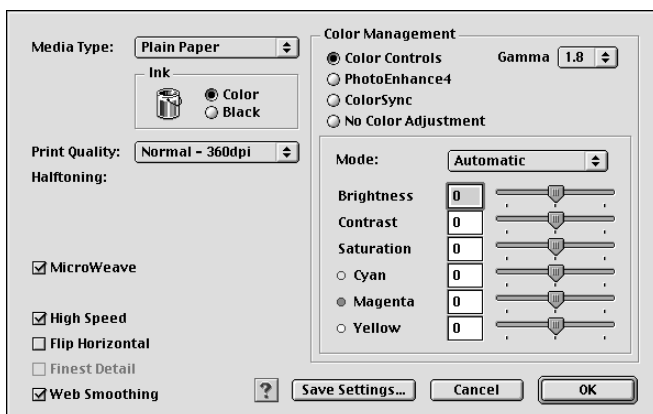 Media Type: Plain Paper
Ink
Color
Black
Print Quality: Normal - 360dpi
Halftoning:
MicroWeave
High Speed
Flip Horizontal
Finest Detail
Web Smoothing
Color Management
Color Controls Gamma 1.8
PhotoEnhance4
ColorSync
No Color Adjustment
Mode: Automatic
Brightness 0
Contrast 0
Saturation 0
Cyan 0
Magenta 0
Yellow 0
? Save Settings... Cancel OK